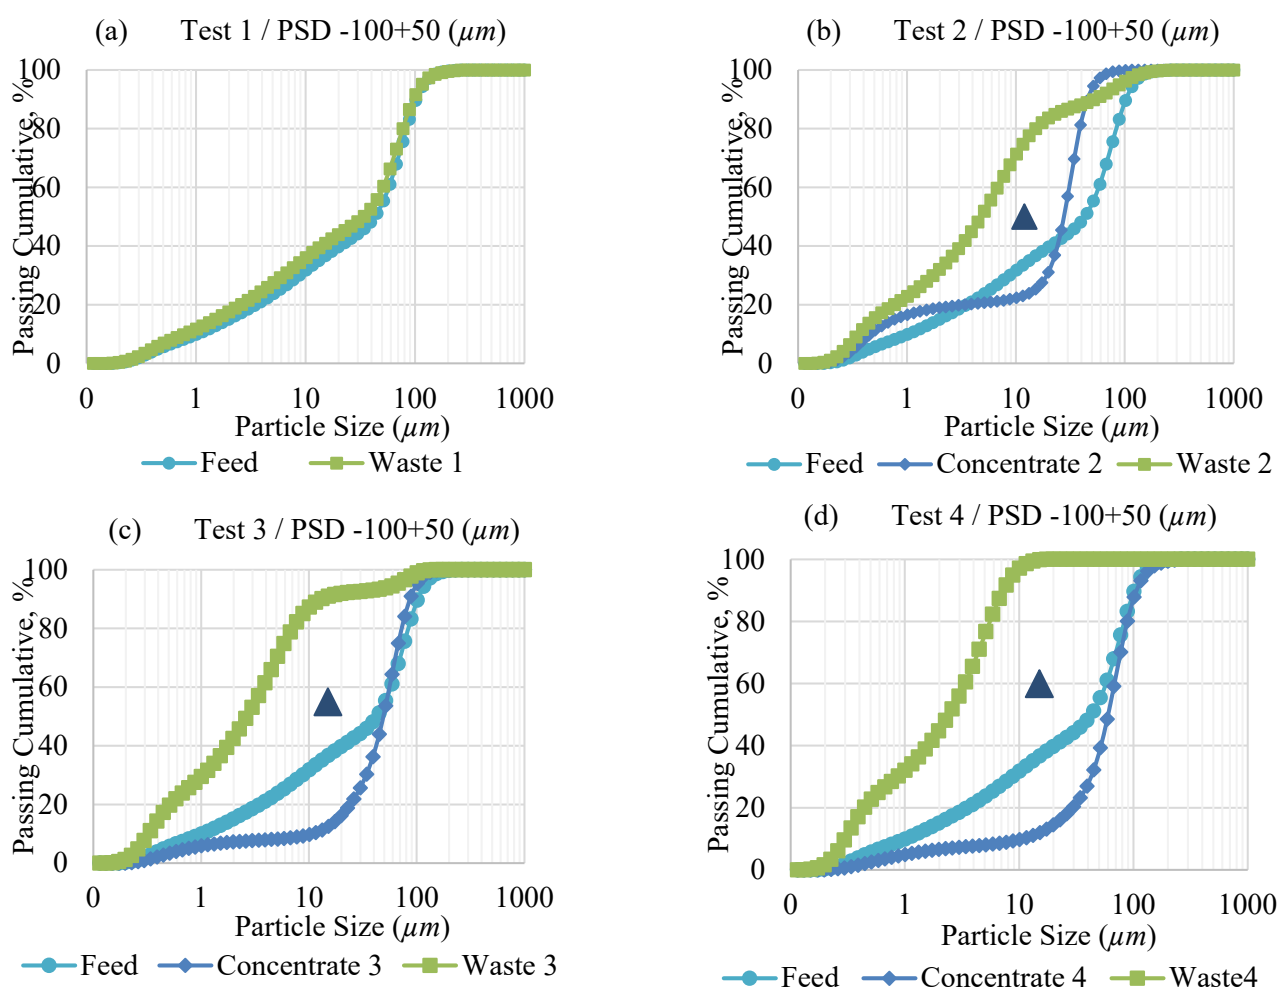 (a) Test 1 / PSD -100+50 (µm)
Passing Cumulative, %
100
80
60
40
20
0
0 1 10 100 1000
Particle Size (µm)
Feed Waste 1
(b) Test 2 / PSD -100+50 (µm)
Passing Cumulative, %
100
80
60
40
20
0
0 1 10 100 1000
Particle Size (µm)
Feed Concentrate 2 Waste 2
(c) Test 3 / PSD -100+50 (µm)
Passing Cumulative, %
100
80
60
40
20
0
0 1 10 100 1000
Particle Size (µm)
Feed Concentrate 3 Waste 3
(d) Test 4 / PSD -100+50 (µm)
Passing Cumulative, %
100
80
60
40
20
0
0 1 10 100 1000
Particle Size (µm)
Feed Concentrate 4 Waste4